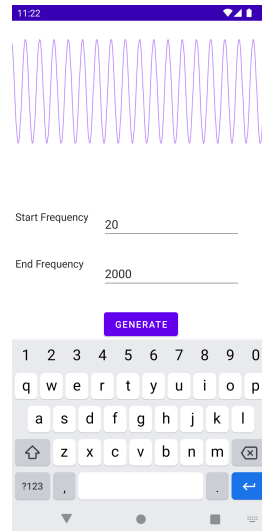 11:22
Start Frequency 20
End Frequency 2000
GENERATE
1 2 3 4 5 6 7 8 9 0
q w e r t y u i o p
a s d f g h j k l
z x c v b n m
?123 , .